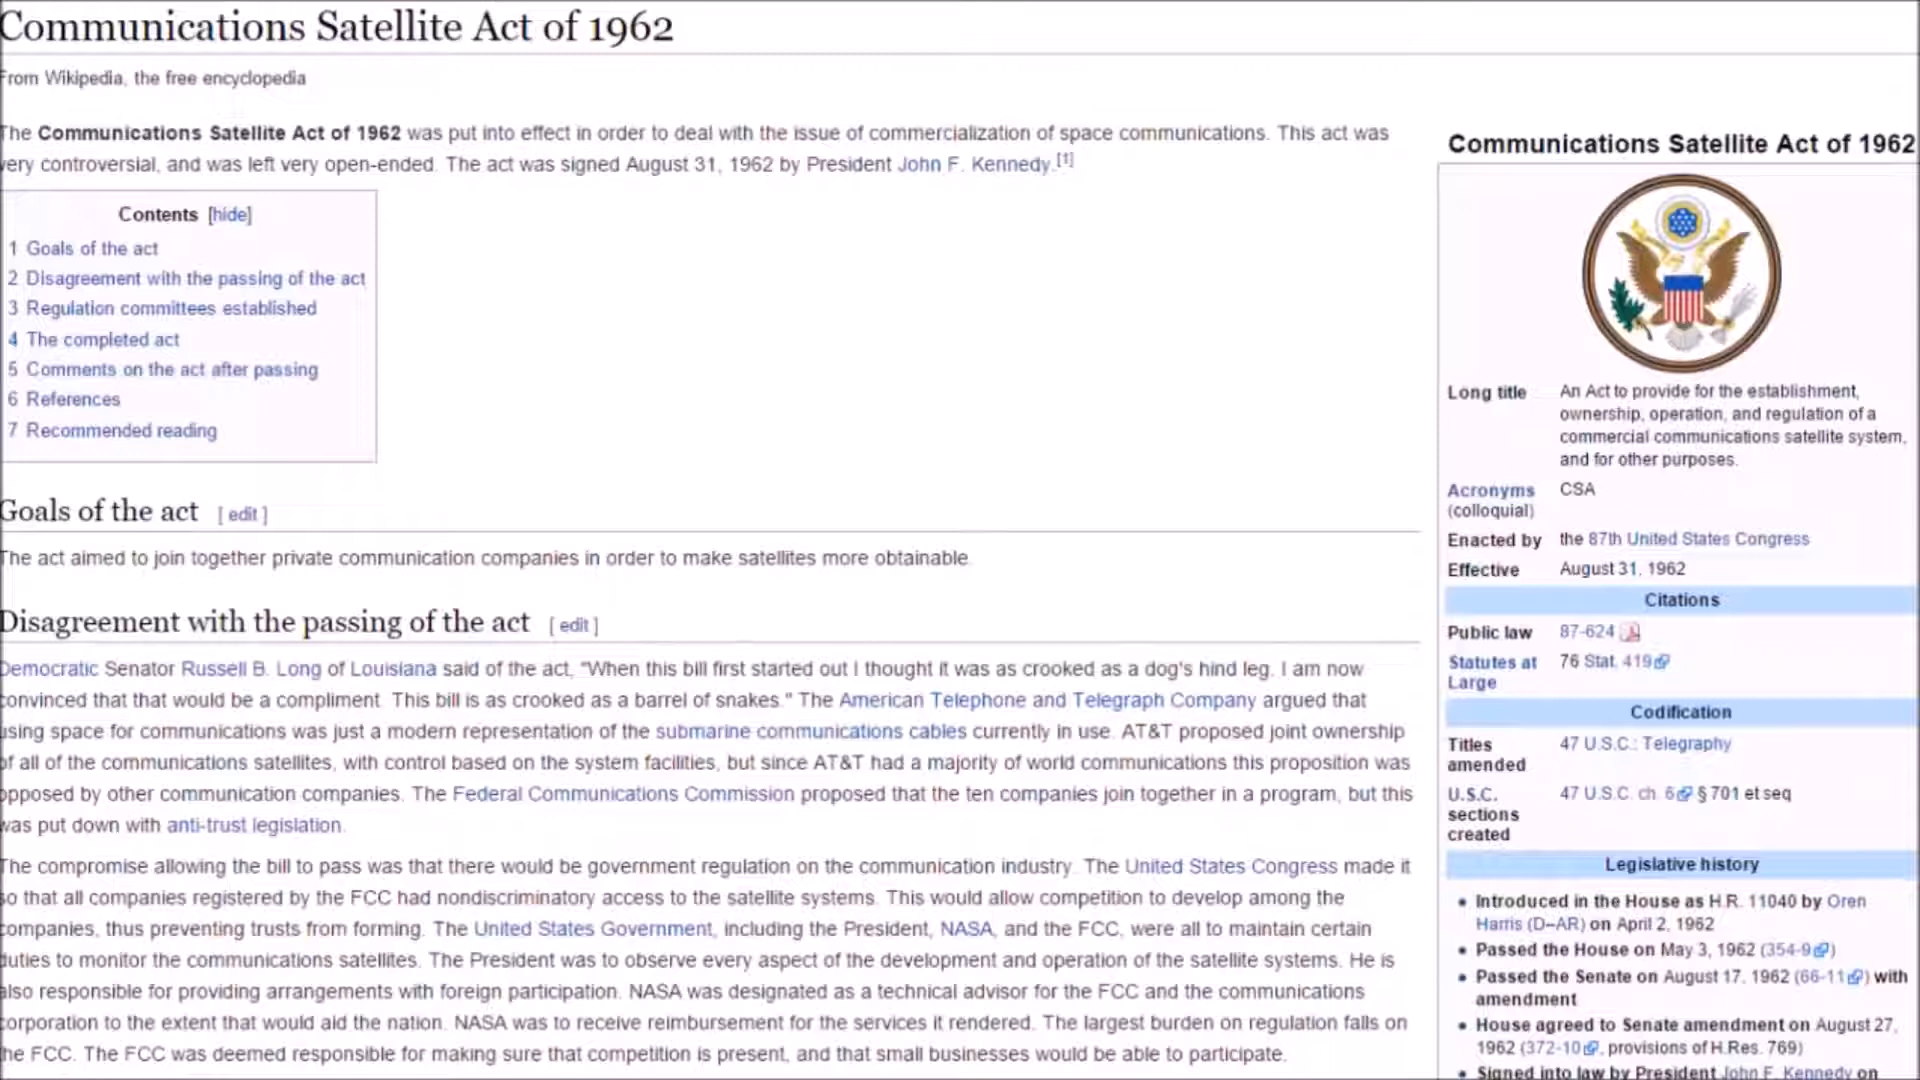 Communications Satellite Act of 1962
From Wikipedia, the free encyclopedia
The Communications Satellite Act of 1962 was put into effect in order to deal with the issue of commercialization of space communications. This act was
very controversial, and was left very open-ended. The act was signed August 31, 1962 by President John F. Kennedy.[1]
Contents [hide]
1 Goals of the act
2 Disagreement with the passing of the act
3 Regulation committees established
4 The completed act
5 Comments on the act after passing
6 References
7 Recommended reading
Goals of the act [ edit ]
The act aimed to join together private communication companies in order to make satellites more obtainable.
Disagreement with the passing of the act [ edit ]
Democratic Senator Russell B. Long of Louisiana said of the act, "When this bill first started out I thought it was as crooked as a dog's hind leg. I am now
convinced that that would be a compliment. This bill is as crooked as a barrel of snakes." The American Telephone and Telegraph Company argued that
using space for communications was just a modern representation of the submarine communications cables currently in use. AT&T proposed joint ownership
of all of the communications satellites, with control based on the system facilities, but since AT&T had a majority of world communications this proposition was
opposed by other communication companies. The Federal Communications Commission proposed that the ten companies join together in a program, but this
was put down with anti-trust legislation.
The compromise allowing the bill to pass was that there would be government regulation on the communication industry. The United States Congress made it
so that all companies registered by the FCC had nondiscriminatory access to the satellite systems. This would allow competition to develop among the
companies, thus preventing trusts from forming. The United States Government, including the President, NASA, and the FCC, were all to maintain certain
duties to monitor the communications satellites. The President was to observe every aspect of the development and operation of the satellite systems. He is
also responsible for providing arrangements with foreign participation. NASA was designated as a technical advisor for the FCC and the communications
corporation to the extent that would aid the nation. NASA was to receive reimbursement for the services it rendered. The largest burden on regulation falls on
the FCC. The FCC was deemed responsible for making sure that competition is present, and that small businesses would be able to participate.
Communications Satellite Act of 1962
Long title An Act to provide for the establishment,
ownership, operation, and regulation of a
commercial communications satellite system,
and for other purposes.
Acronyms CSA
(colloquial)
Enacted by the 87th United States Congress
Effective August 31, 1962
Citations
Public law 87-624
Statutes at 76 Stat. 419
Large
Codification
Titles 47 U.S.C.: Telegraphy
amended
U.S.C. 47 U.S.C. ch. 6 § 701 et seq
sections
created
Legislative history
• Introduced in the House as H.R. 11040 by Oren
Harris (D–AR) on April 2, 1962
• Passed the House on May 3, 1962 (354-9)
• Passed the Senate on August 17, 1962 (66-11) with
amendment
• House agreed to Senate amendment on August 27,
1962 (372-10, provisions of H.Res. 769)
• Signed into law by President John F. Kennedy on